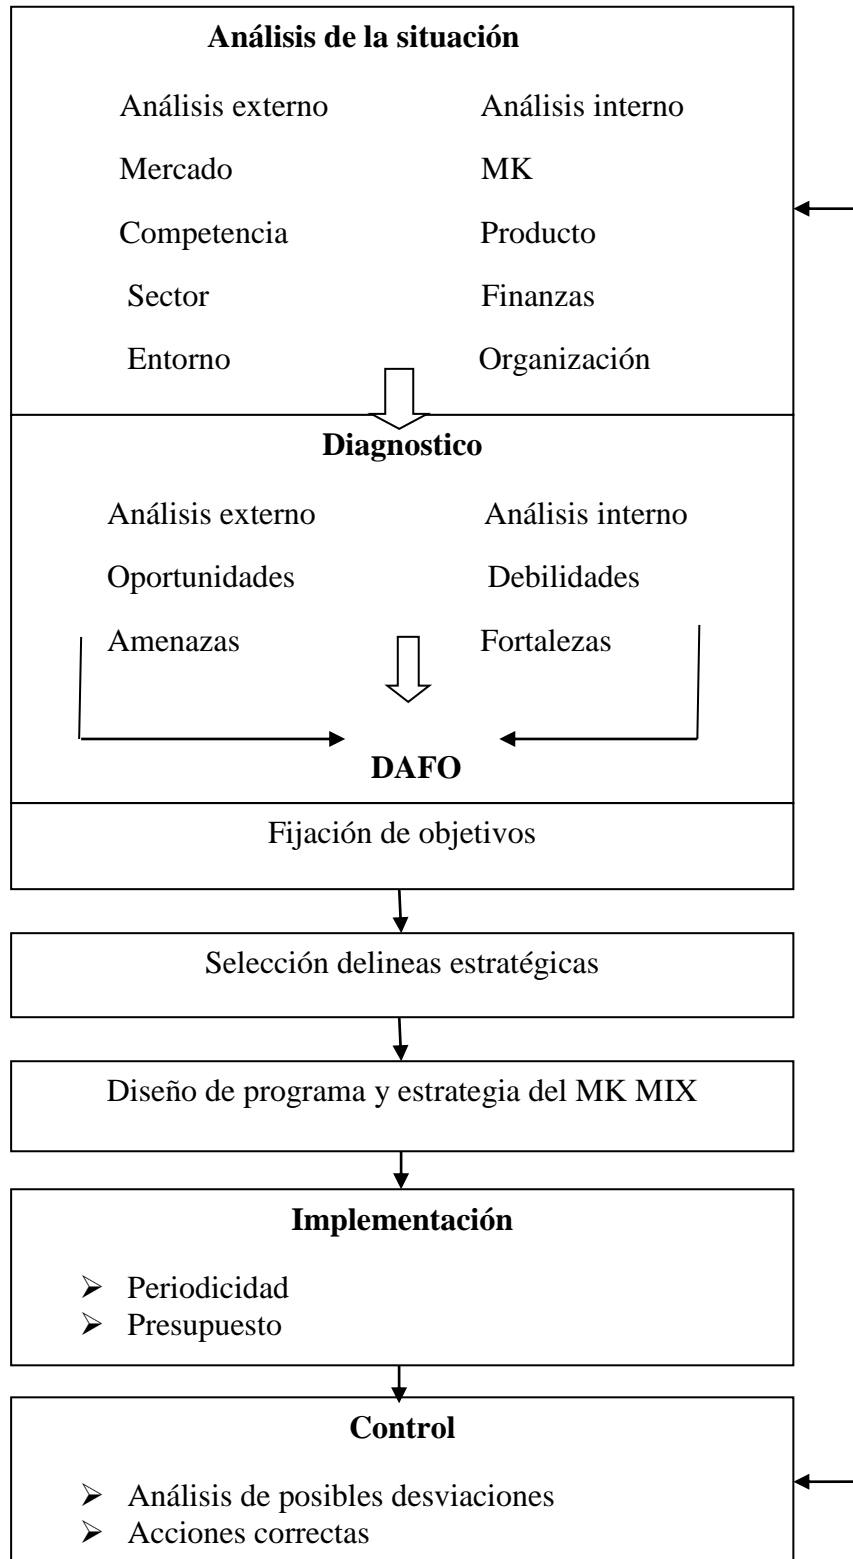 Análisis de la situación
Análisis externo Análisis interno
Mercado MK
Competencia Producto
Sector Finanzas
Entorno Organización
Diagnostico
Análisis externo Análisis interno
Oportunidades Debilidades
Amenazas Fortalezas
DAFO
Fijación de objetivos
Selección delineas estratégicas
Diseño de programa y estrategia del MK MIX
Implementación
➢ Periodicidad
➢ Presupuesto
Control
➢ Análisis de posibles desviaciones
➢ Acciones correctas